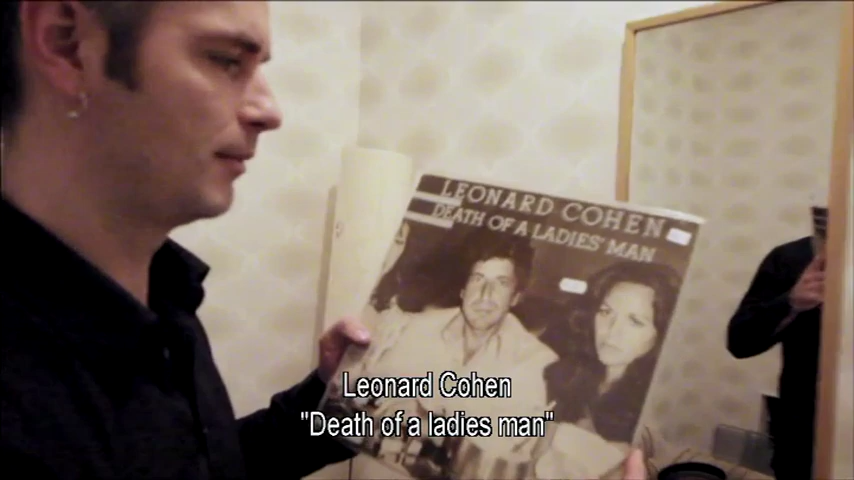 LEONARD COHEN
DEATH OF A LADIES' MAN
Leonard Cohen
"Death of a ladies man"